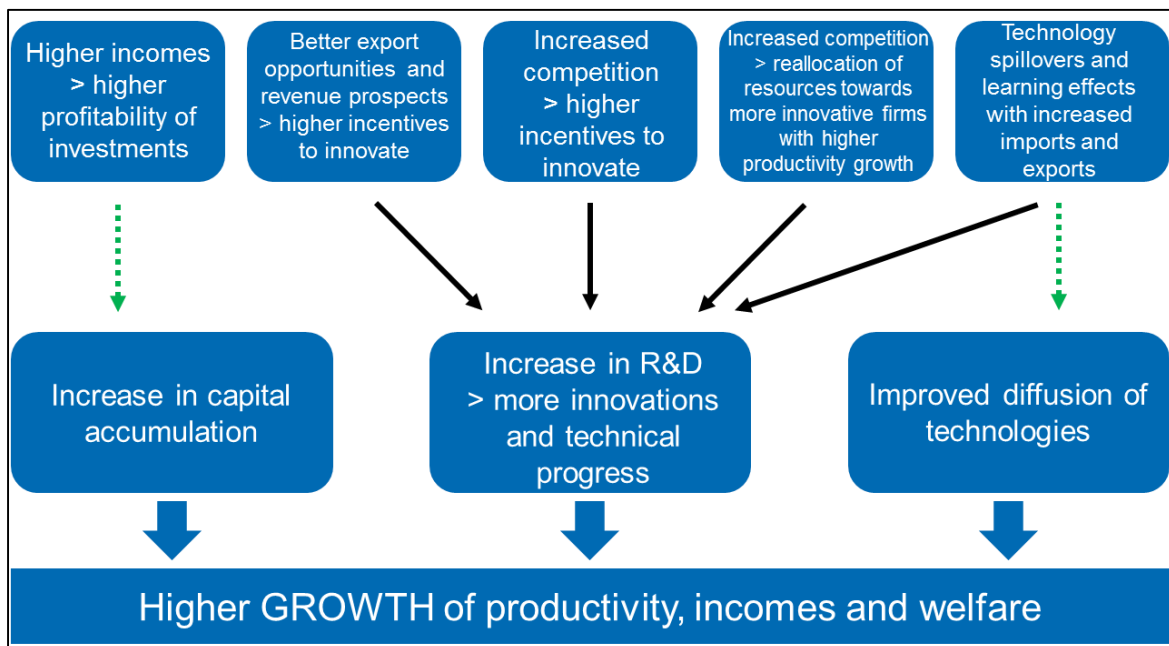 Higher incomes
> higher
profitability of
investments
Better export
opportunities and
revenue prospects
> higher incentives
to innovate
Increased
competition
> higher
incentives to
innovate
Increased competition
> reallocation of
resources towards
more innovative firms
with higher
productivity growth
Technology
spillovers and
learning effects
with increased
imports and
exports
Increase in capital
accumulation
Increase in R&D
> more innovations
and technical
progress
Improved diffusion of
technologies
Higher GROWTH of productivity, incomes and welfare